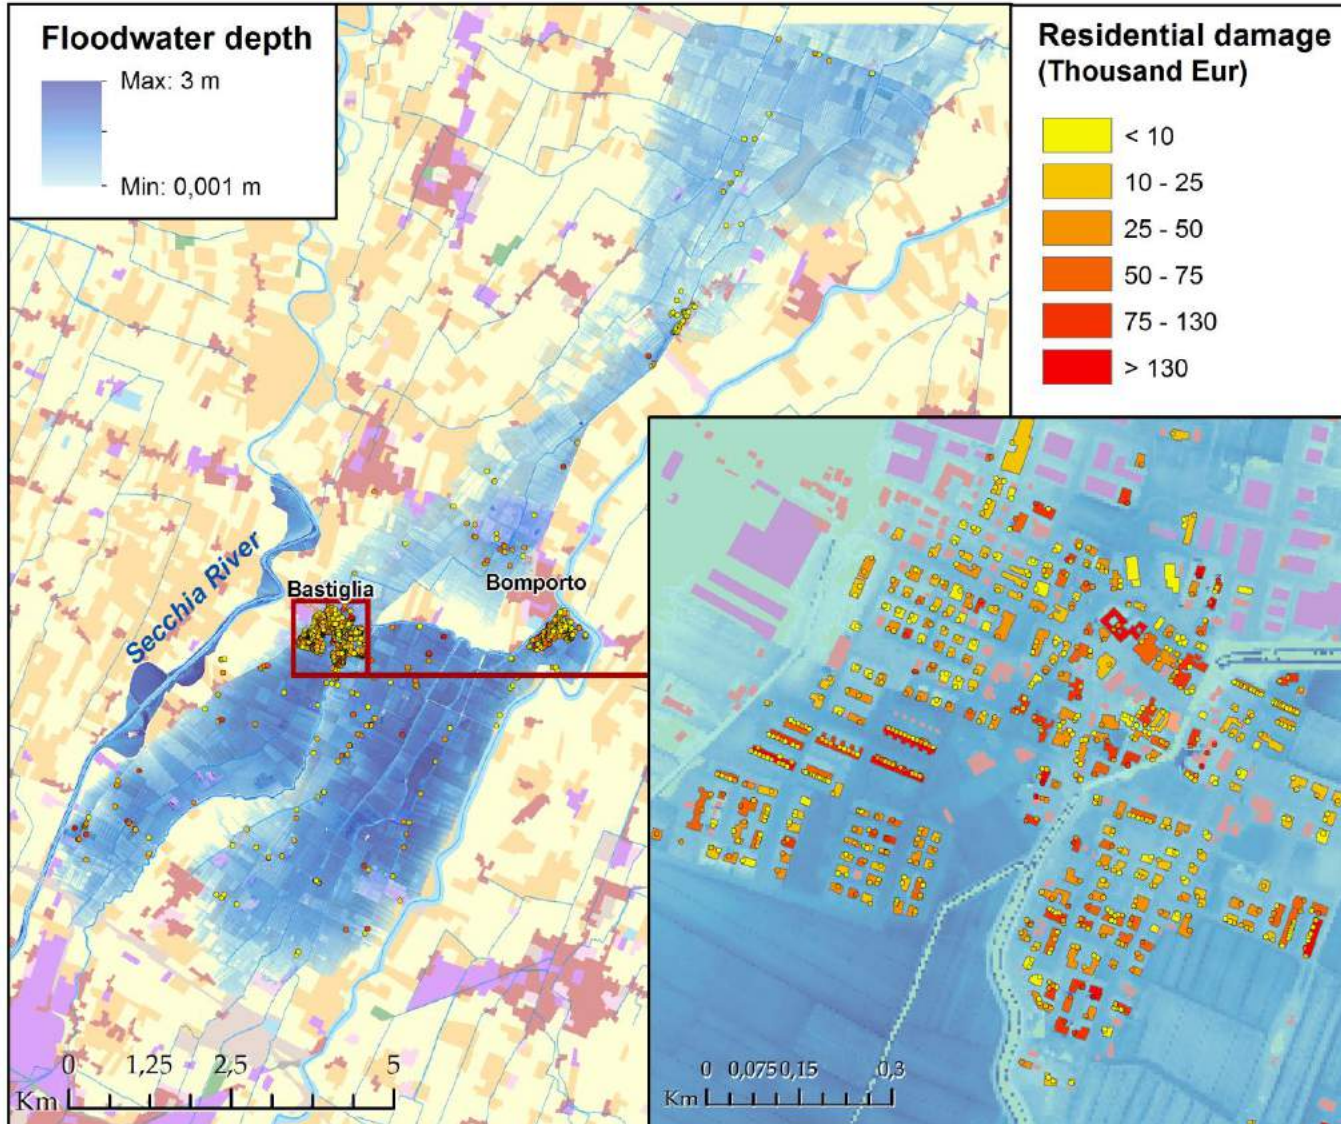 Floodwater depth
Max: 3 m
Min: 0,001 m
Residential damage
(Thousand Eur)
< 10
10 - 25
25 - 50
50 - 75
75 - 130
> 130
Secchia River
Bastiglia
Bomporto
0 1,25 2,5 5
Km
0 0,075 0,15 0,3
Km